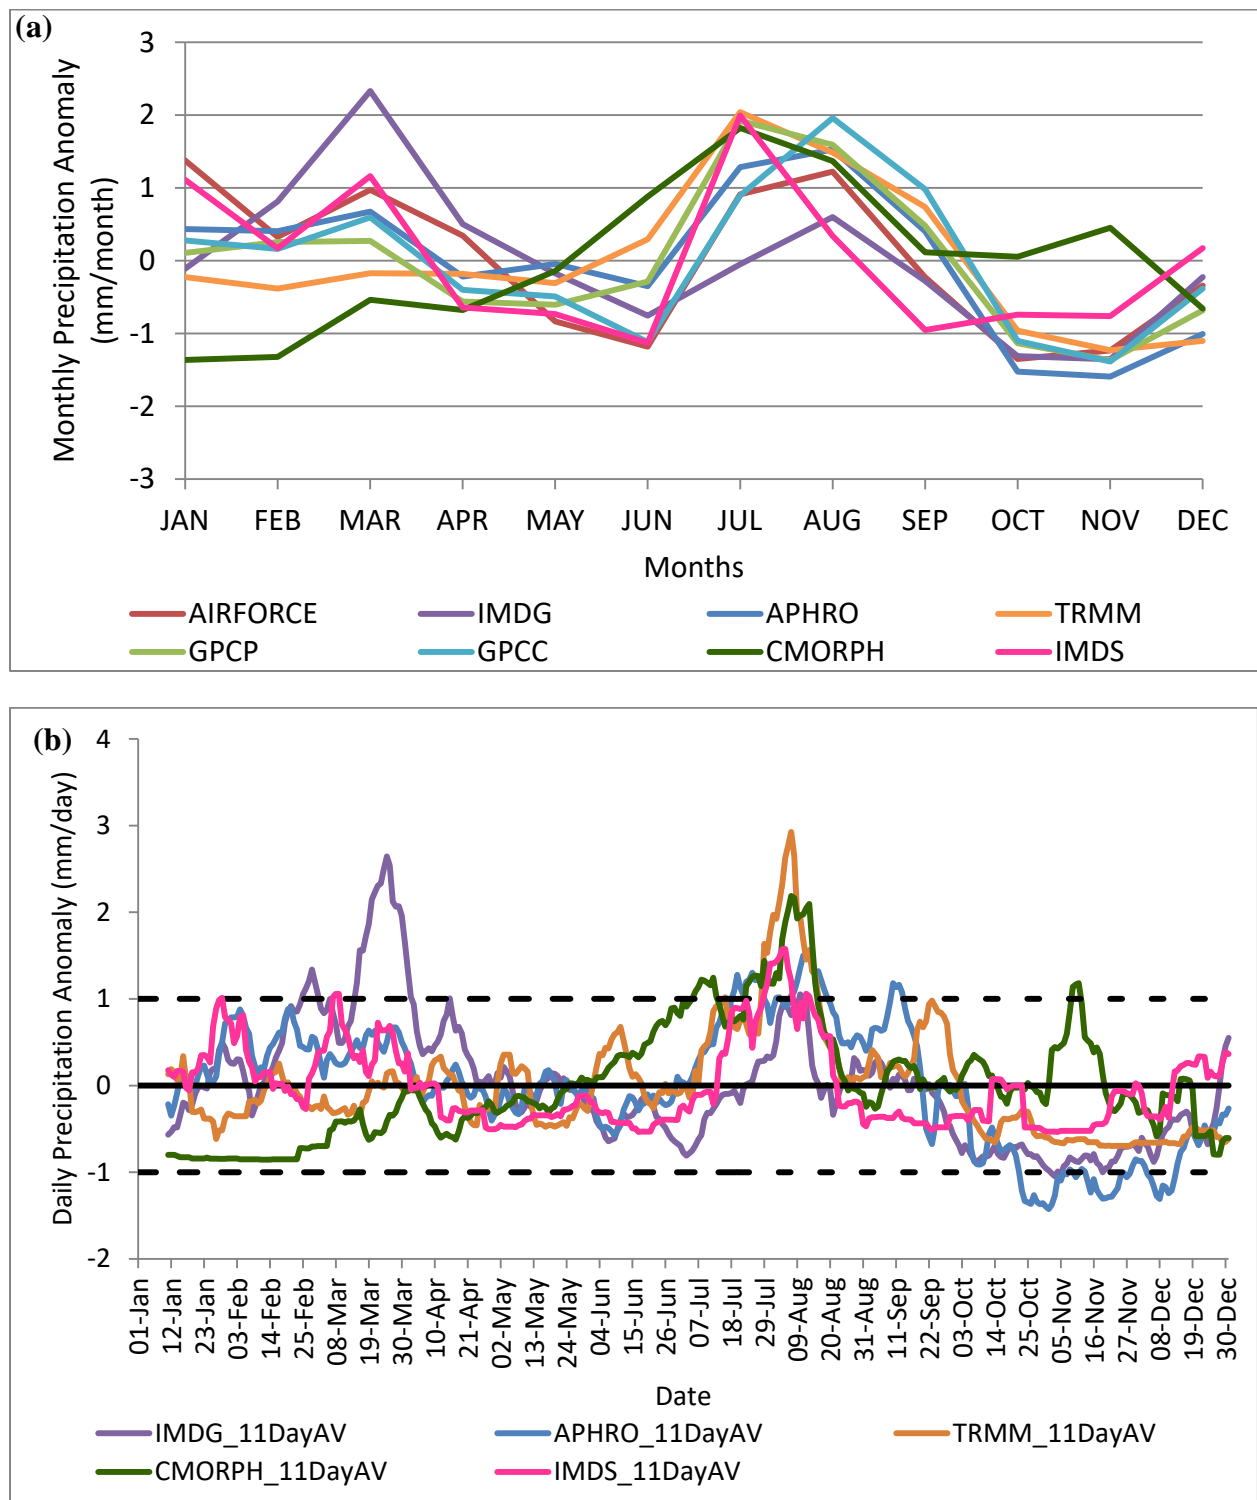 (a)
Monthly Precipitation Anomaly
(mm/month)
3
2
1
0
-1
-2
-3
JAN FEB MAR APR MAY JUN JUL AUG SEP OCT NOV DEC
Months
AIRFORCE IMDG APHRO TRMM
GPCP GPCC CMORPH IMDS
(b)
Daily Precipitation Anomaly (mm/day)
4
3
2
1
0
-1
-2
01-Jan 12-Jan 23-Jan 03-Feb 14-Feb 25-Feb 08-Mar 19-Mar 30-Mar 10-Apr 21-Apr 02-May 13-May 24-May 04-Jun 15-Jun 26-Jun 07-Jul 18-Jul 29-Jul 09-Aug 20-Aug 31-Aug 11-Sep 22-Sep 03-Oct 14-Oct 25-Oct 05-Nov 16-Nov 27-Nov 08-Dec 19-Dec 30-Dec
Date
IMDG_11DayAV APHRO_11DayAV TRMM_11DayAV
CMORPH_11DayAV IMDS_11DayAV